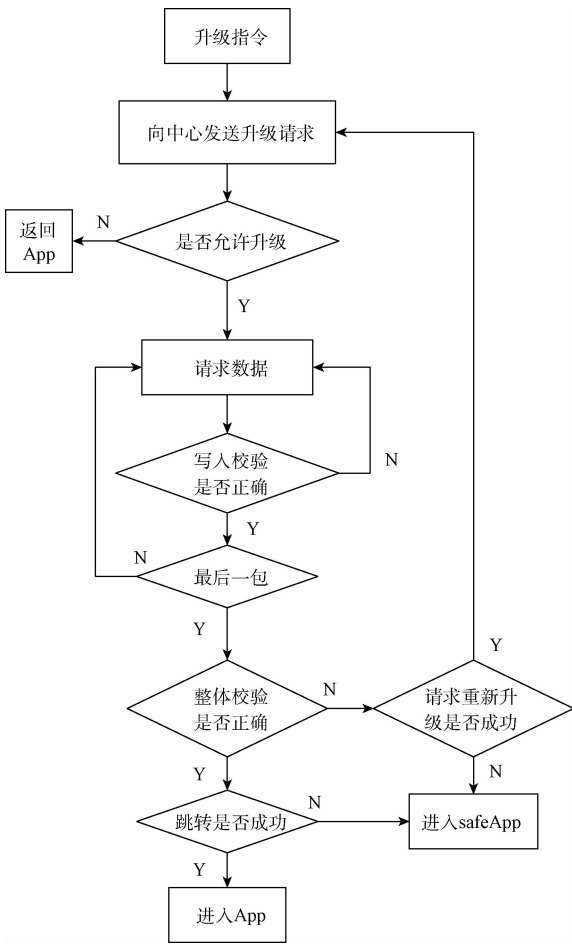 升级指令
向中心发送升级请求
N
返回
App
是否允许升级
Y
请求数据
写入校验
是否正确
N
Y
N
最后一包
Y
Y
整体校验
是否正确
N
请求重新升
级是否成功
Y
N
N
跳转是否成功
进入safeApp
Y
进入App